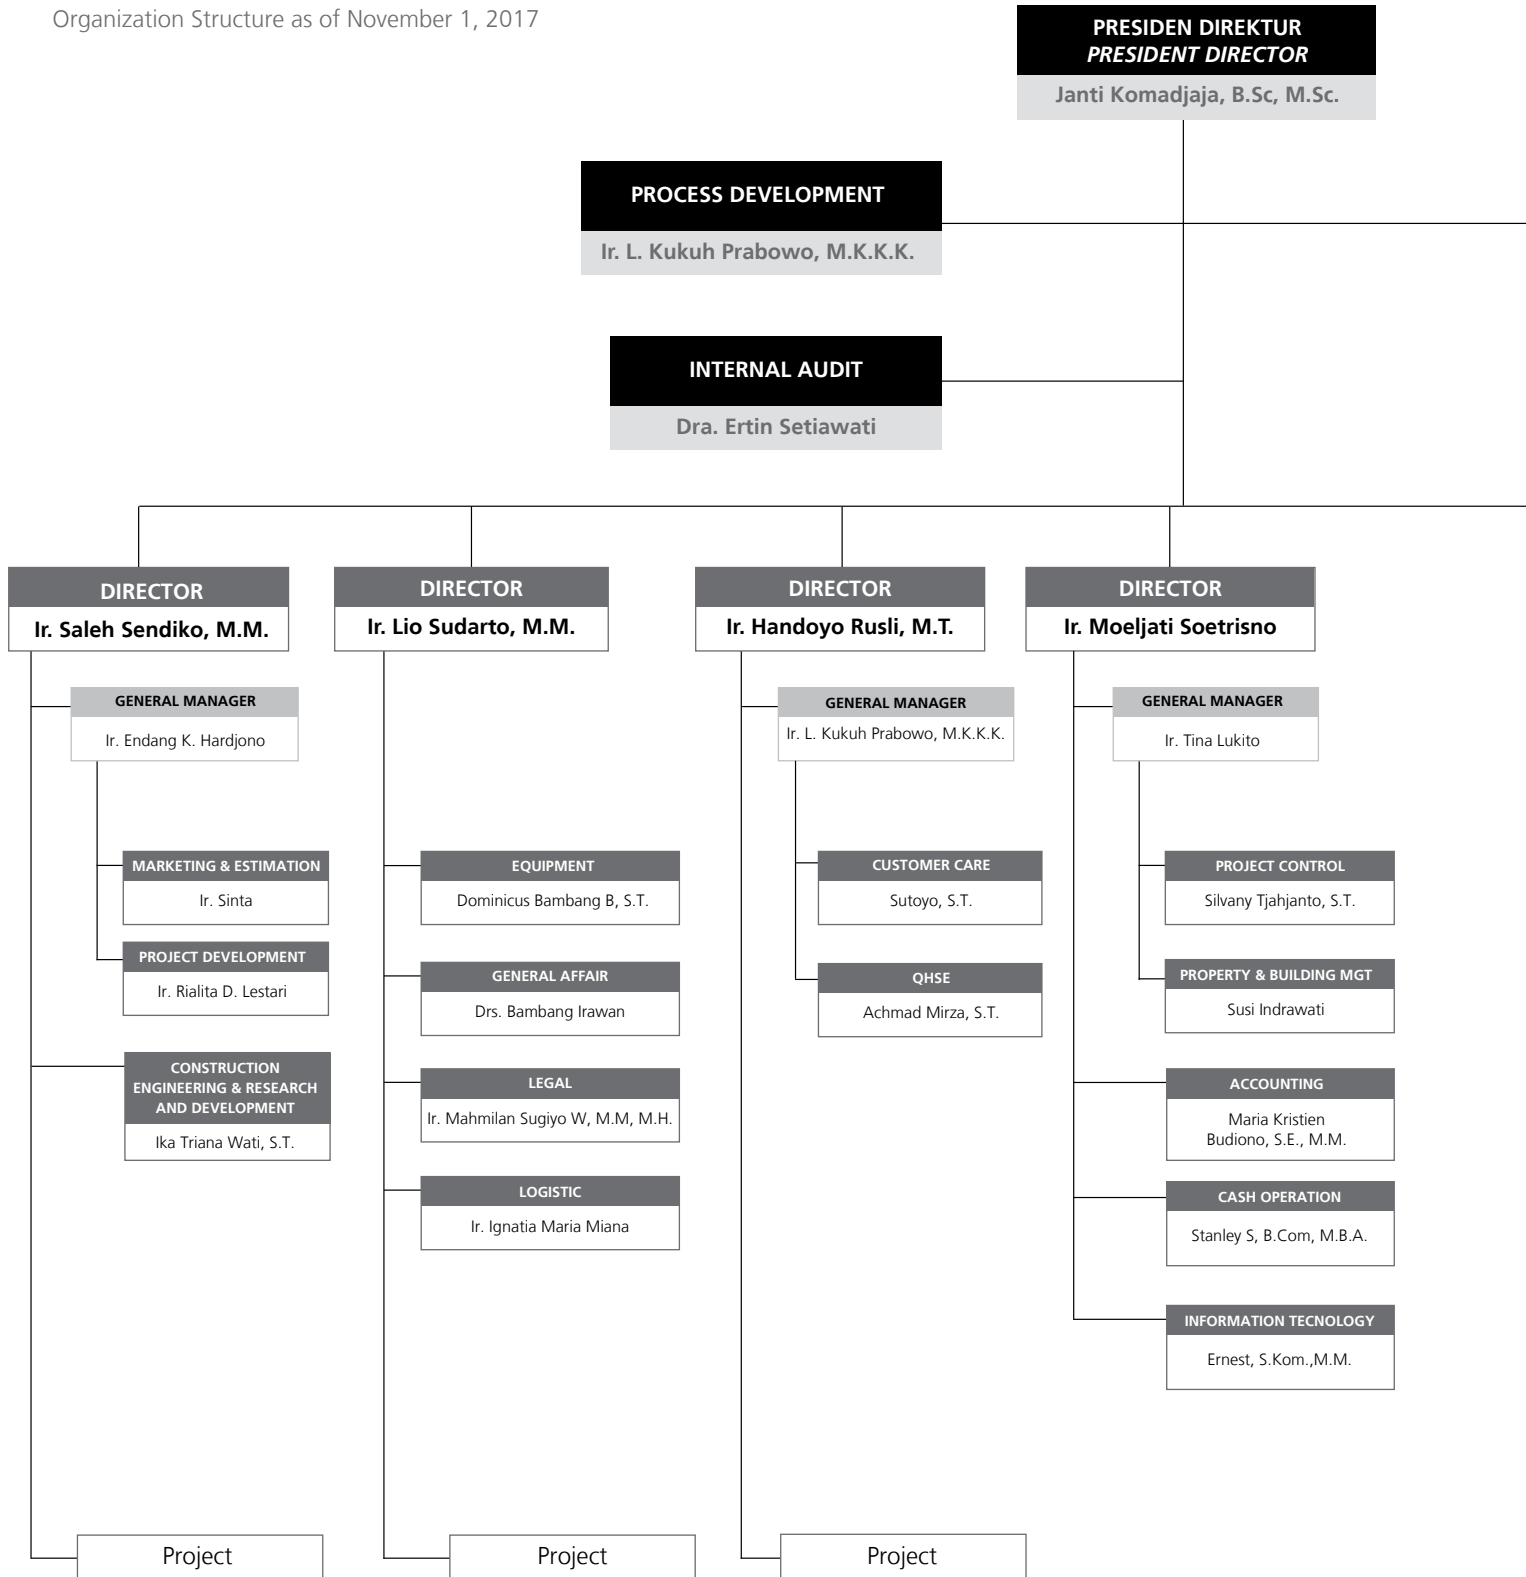 Organization Structure as of November 1, 2017
PRESIDEN DIREKTUR
PRESIDENT DIRECTOR
Janti Komadjaja, B.Sc, M.Sc.
PROCESS DEVELOPMENT
Ir. L. Kukuh Prabowo, M.K.K.K.
INTERNAL AUDIT
Dra. Ertin Setiawati
DIRECTOR
Ir. Saleh Sendiko, M.M.
GENERAL MANAGER
Ir. Endang K. Hardjono
MARKETING & ESTIMATION
Ir. Sinta
PROJECT DEVELOPMENT
Ir. Rialita D. Lestari
CONSTRUCTION
ENGINEERING & RESEARCH
AND DEVELOPMENT
Ika Triana Wati, S.T.
Project
DIRECTOR
Ir. Lio Sudarto, M.M.
EQUIPMENT
Dominicus Bambang B, S.T.
GENERAL AFFAIR
Drs. Bambang Irawan
LEGAL
Ir. Mahmilan Sugiyo W, M.M, M.H.
LOGISTIC
Ir. Ignatia Maria Miana
Project
DIRECTOR
Ir. Handoyo Rusli, M.T.
GENERAL MANAGER
Ir. L. Kukuh Prabowo, M.K.K.K.
CUSTOMER CARE
Sutoyo, S.T.
QHSE
Achmad Mirza, S.T.
Project
DIRECTOR
Ir. Moeljati Soetrisno
GENERAL MANAGER
Ir. Tina Lukito
PROJECT CONTROL
Silvany Tjahjanto, S.T.
PROPERTY & BUILDING MGT
Susi Indrawati
ACCOUNTING
Maria Kristien
Budiono, S.E., M.M.
CASH OPERATION
Stanley S, B.Com, M.B.A.
INFORMATION TECNOLOGY
Ernest, S.Kom.,M.M.